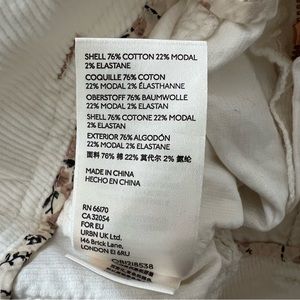 SHELL 76% COTTON 22% MODAL
2% ELASTANE
COQUILLE 76% COTON
22% MODAL 2% ÉLASTHANNE
OBERSTOFF 76% BAUMWOLLE
22% MODAL 2% ELASTAN
SHELL 76% COTONE 22% MODAL
2% ELASTANE
EXTERIOR 76% ALGODÓN
22% MODAL 2% ELASTANO
面料 76% 棉 22% 莫代尔 2% 氨纶
MADE IN CHINA
HECHO EN CHINA
RN 66170
CA 32054
FOR EU
URBN UK Ltd.
146 Brick Lane,
LONDON E1 6RU
OB1218538